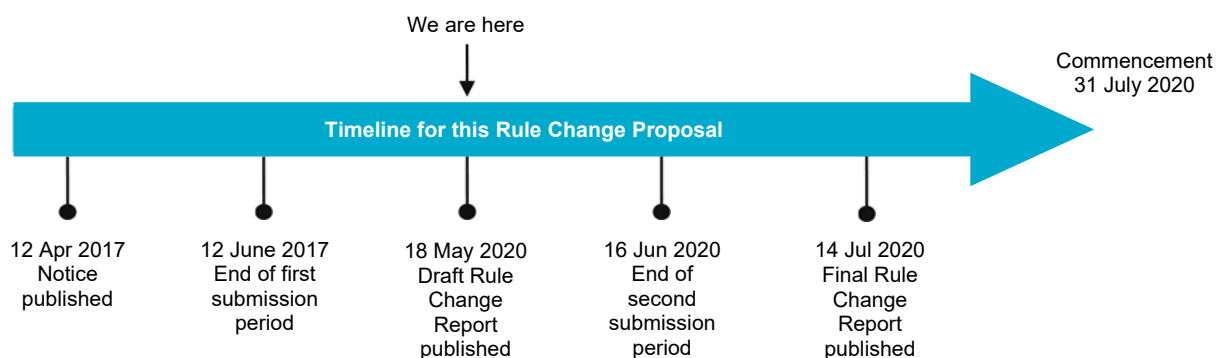 We are here
Commencement
31 July 2020
Timeline for this Rule Change Proposal
12 Apr 2017
Notice
published
12 June 2017
End of first
submission
period
18 May 2020
Draft Rule
Change
Report
published
16 Jun 2020
End of
second
submission
period
14 Jul 2020
Final Rule
Change
Report
published